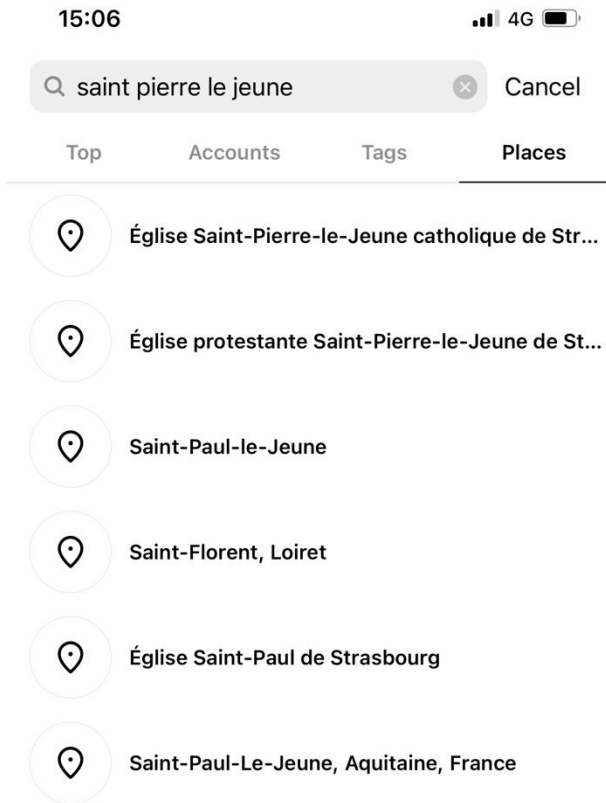 15:06 4G
saint pierre le jeune Cancel
Top Accounts Tags Places
Église Saint-Pierre-le-Jeune catholique de Str...
Église protestante Saint-Pierre-le-Jeune de St...
Saint-Paul-le-Jeune
Saint-Florent, Loiret
Église Saint-Paul de Strasbourg
Saint-Paul-Le-Jeune, Aquitaine, France